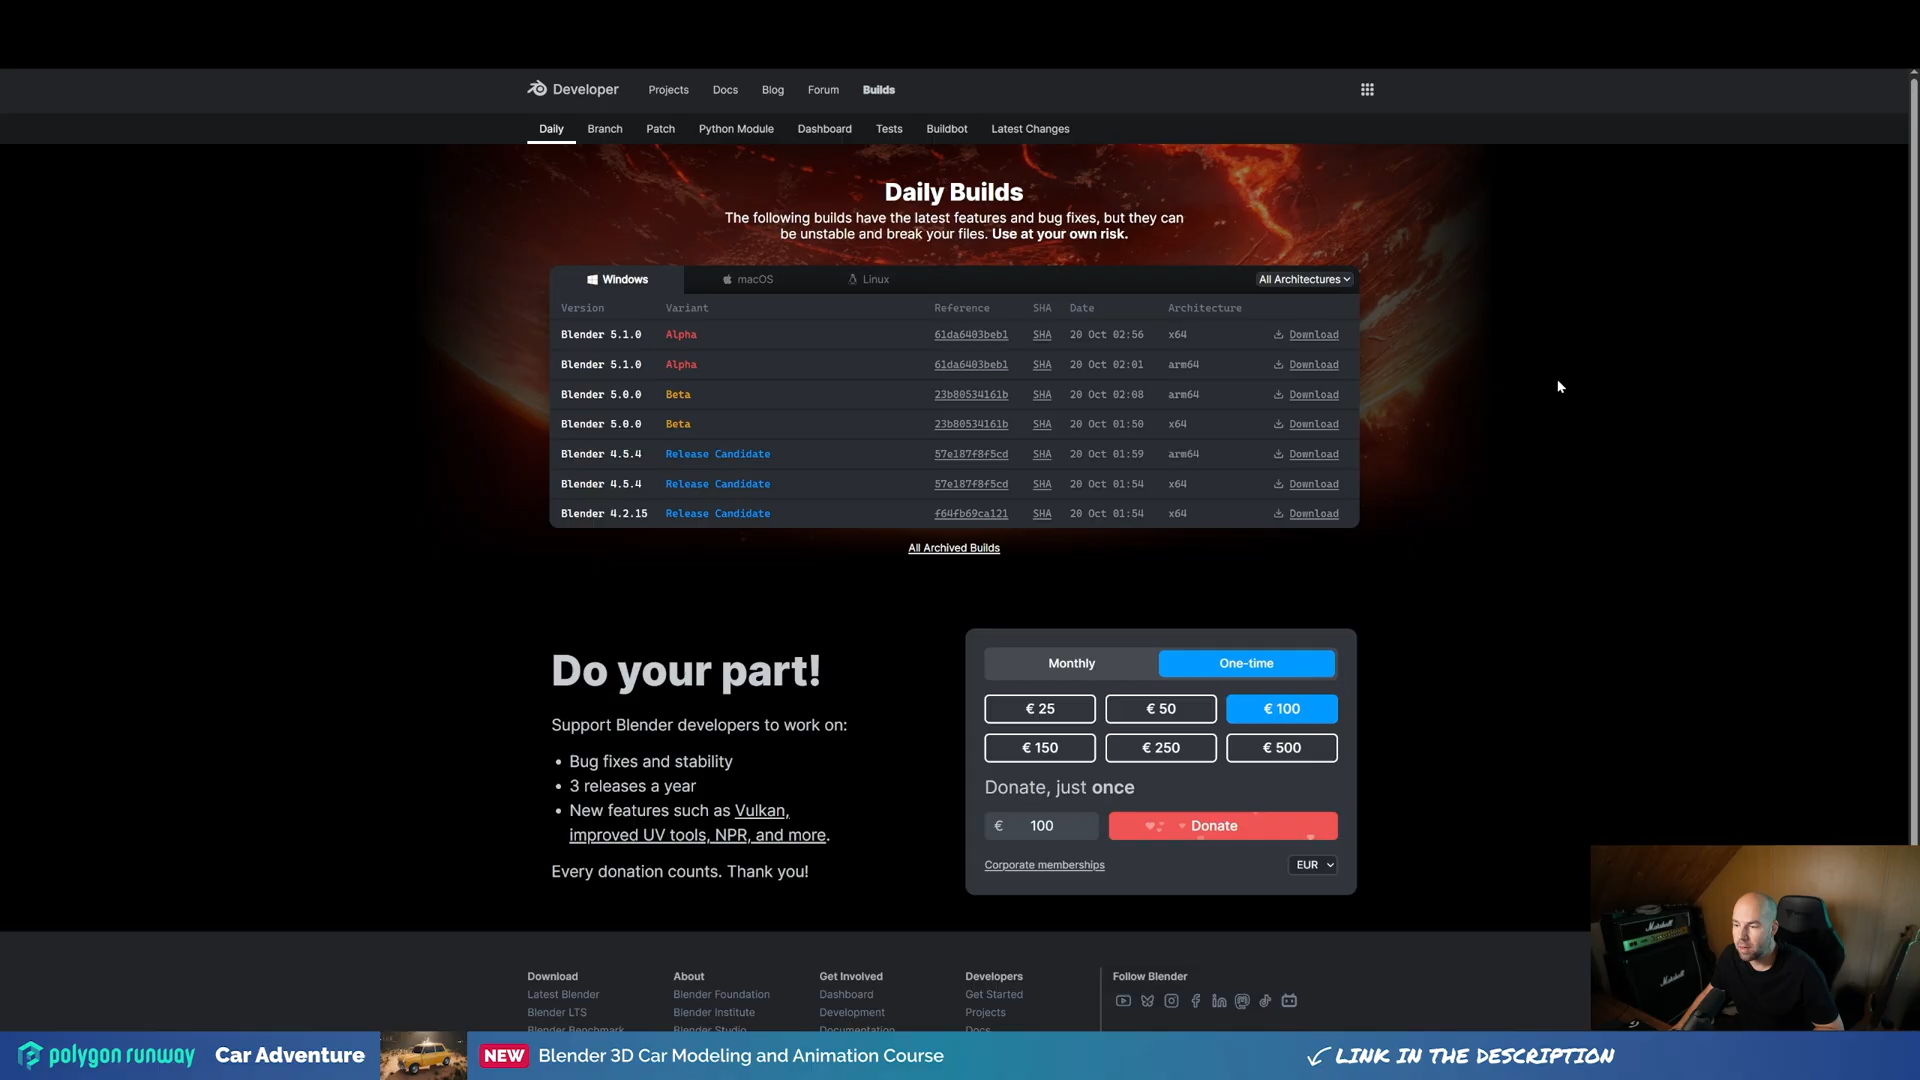 Developer Projects Docs Blog Forum Builds
Daily Branch Patch Python Module Dashboard Tests Buildbot Latest Changes
Daily Builds
The following builds have the latest features and bug fixes, but they can
be unstable and break your files. Use at your own risk.
Windows macOS Linux All Architectures
Version Variant Reference SHA Date Architecture
Blender 5.1.0 Alpha 61da6403beb1 SHA 20 Oct 02:56 x64 Download
Blender 5.1.0 Alpha 61da6403beb1 SHA 20 Oct 02:01 arm64 Download
Blender 5.0.0 Beta 23b80534161b SHA 20 Oct 02:08 arm64 Download
Blender 5.0.0 Beta 23b80534161b SHA 20 Oct 01:50 x64 Download
Blender 4.5.4 Release Candidate 57e187f8f5cd SHA 20 Oct 01:59 arm64 Download
Blender 4.5.4 Release Candidate 57e187f8f5cd SHA 20 Oct 01:54 x64 Download
Blender 4.2.15 Release Candidate f64fb69ca121 SHA 20 Oct 01:54 x64 Download
All Archived Builds
Do your part!
Support Blender developers to work on:
• Bug fixes and stability
• 3 releases a year
• New features such as Vulkan,
improved UV tools, NPR, and more.
Every donation counts. Thank you!
Monthly One-time
€ 25 € 50 € 100
€ 150 € 250 € 500
Donate, just once
€ 100 Donate
Corporate memberships EUR
Download About Get Involved Developers Follow Blender
Latest Blender Blender Foundation Dashboard Get Started
Blender LTS Blender Institute Development Projects
Blender Benchmark Blender Studio Documentation Docs
Marshall
Marshall
polygon runway Car Adventure NEW Blender 3D Car Modeling and Animation Course LINK IN THE DESCRIPTION